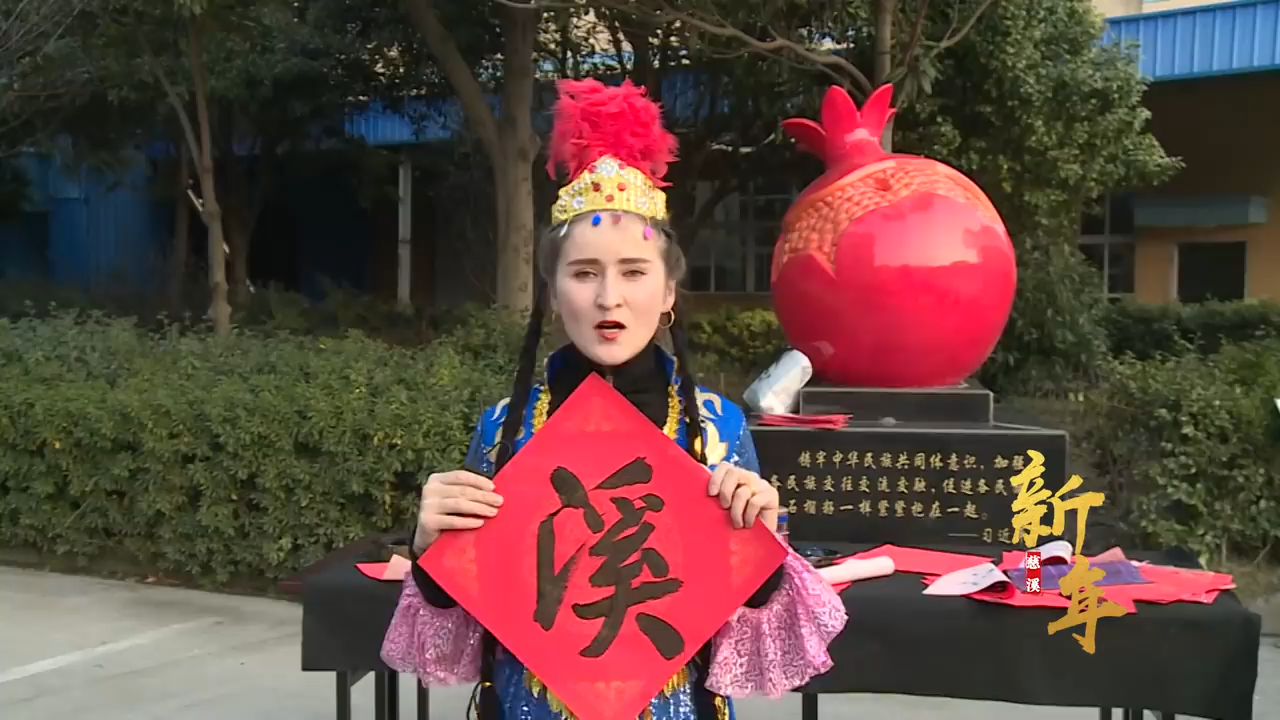 溪
铸牢中华民族共同体意识，加强
各民族交往交流交融，促进各民
石榴籽一样紧紧抱在一起。
——习近
新年
慈溪